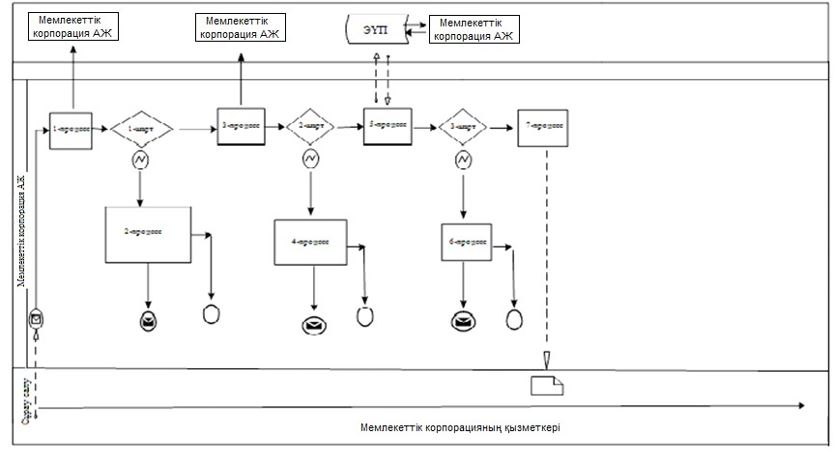 Мемлекеттік
корпорация АЖ
Мемлекеттік
корпорация АЖ
ЭҮП
Мемлекеттік
корпорация АЖ
1-процесс
1-шарт
3-процесс
2-шарт
5-процесс
3-шарт
7-процесс
2-процесс
4-процесс
6-процесс
Мемлекеттік корпорация АЖ
Сұрау салу
Мемлекеттік корпорацияның қызметкері